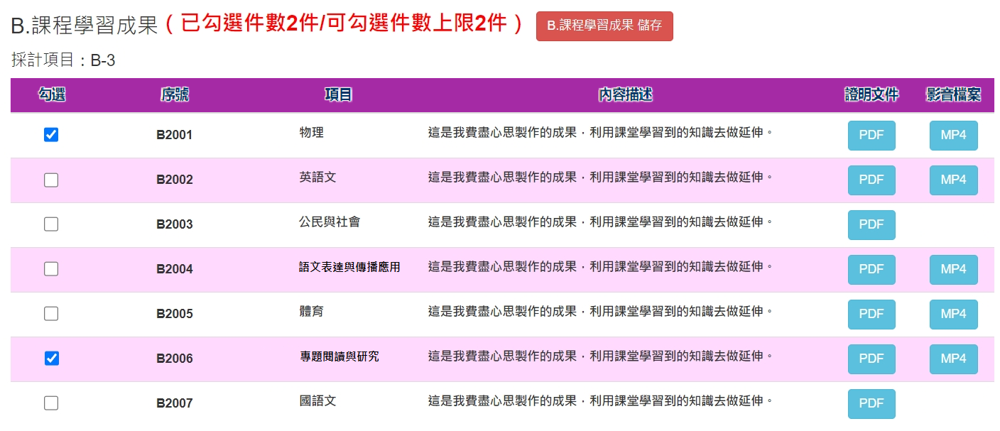 B.課程學習成果（已勾選件數2件/可勾選件數上限2件） B.課程學習成果 儲存
採計項目：B-3
勾選 序號 項目 內容描述 證明文件 影音檔案
B2001 物理 這是我費盡心思製作的成果，利用課堂學習到的知識去做延伸。 PDF MP4
B2002 英語文 這是我費盡心思製作的成果，利用課堂學習到的知識去做延伸。 PDF MP4
B2003 公民與社會 這是我費盡心思製作的成果，利用課堂學習到的知識去做延伸。 PDF
B2004 語文表達與傳播應用 這是我費盡心思製作的成果，利用課堂學習到的知識去做延伸。 PDF MP4
B2005 體育 這是我費盡心思製作的成果，利用課堂學習到的知識去做延伸。 PDF MP4
B2006 專題閱讀與研究 這是我費盡心思製作的成果，利用課堂學習到的知識去做延伸。 PDF MP4
B2007 國語文 這是我費盡心思製作的成果，利用課堂學習到的知識去做延伸。 PDF